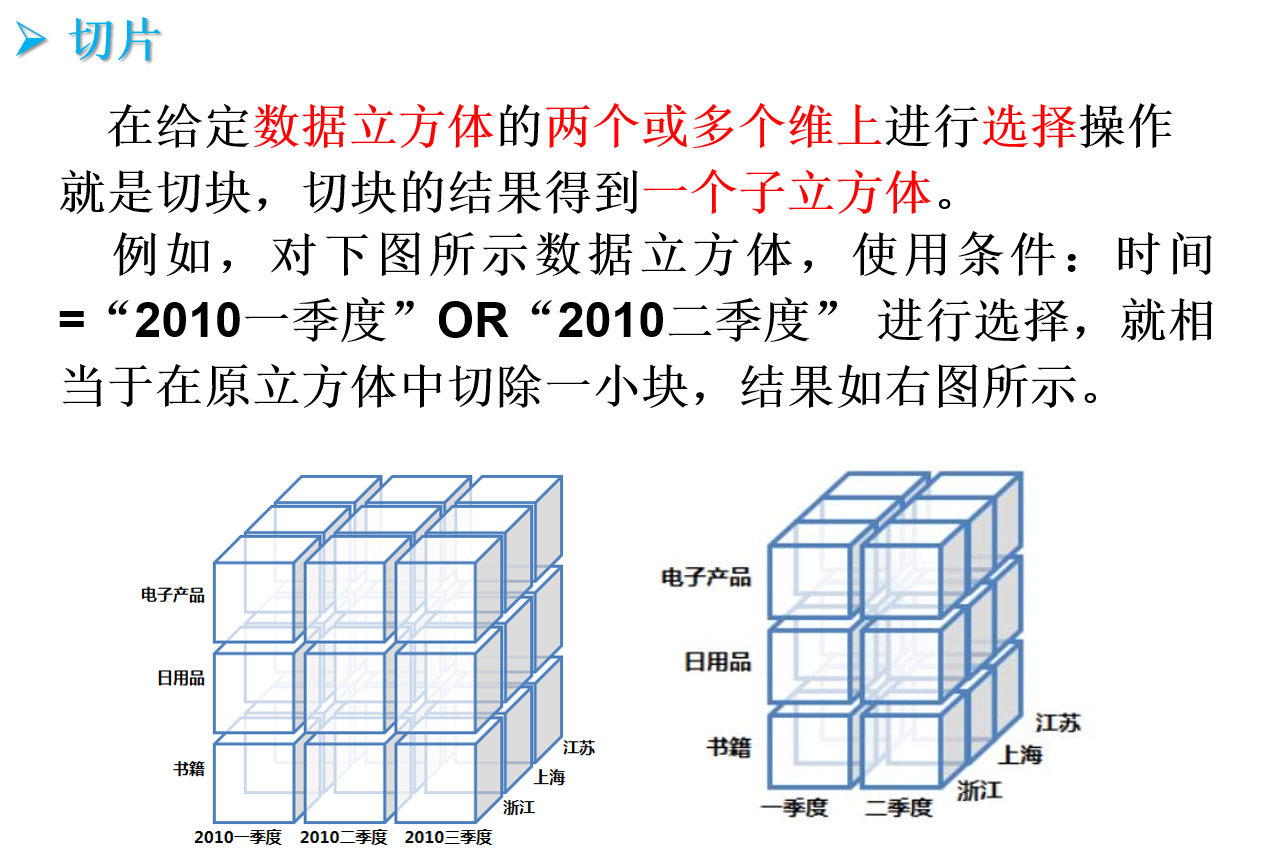 切片
在给定数据立方体的两个或多个维上进行选择操作
就是切块，切块的结果得到一个子立方体。
例如，对下图所示数据立方体，使用条件：时间
=“2010一季度”OR“2010二季度” 进行选择，就相
当于在原立方体中切除一小块，结果如右图所示。
电子产品
日用品
书籍
江苏
上海
浙江
2010一季度 2010二季度 2010三季度
电子产品
日用品
书籍
江苏
上海
浙江
一季度 二季度